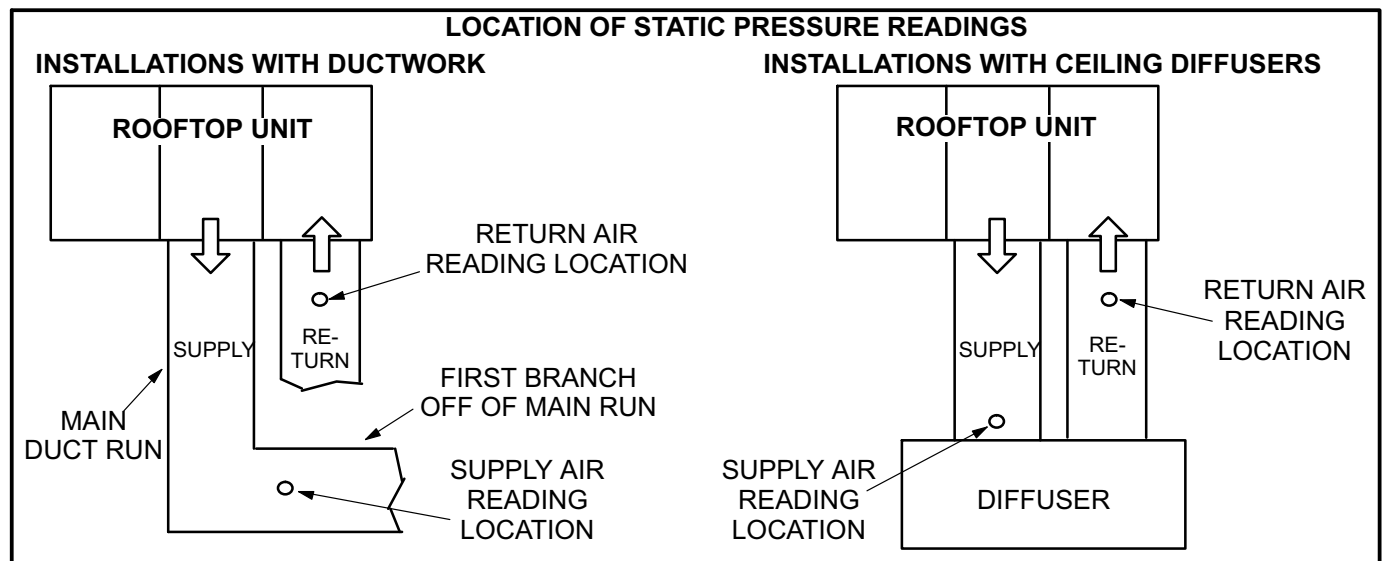 LOCATION OF STATIC PRESSURE READINGS
INSTALLATIONS WITH DUCTWORK
ROOFTOP UNIT
RETURN AIR
READING LOCATION
SUPPLY
RE-
TURN
MAIN
DUCT RUN
FIRST BRANCH
OFF OF MAIN RUN
SUPPLY AIR
READING
LOCATION
INSTALLATIONS WITH CEILING DIFFUSERS
ROOFTOP UNIT
RETURN AIR
READING
LOCATION
SUPPLY
RE-
TURN
SUPPLY AIR
READING
LOCATION
DIFFUSER